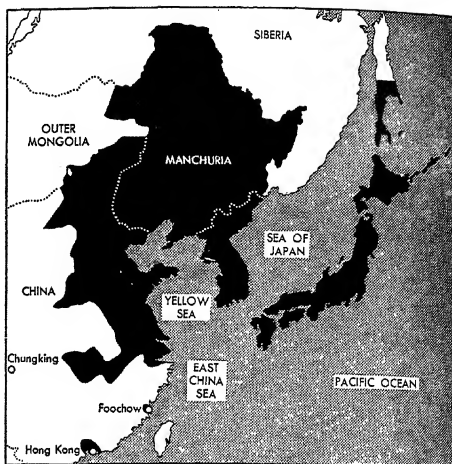 SIBERIA
OUTER
MONGOLIA
MANCHURIA
SEA OF
JAPAN
CHINA
YELLOW
SEA
Chungking
EAST
CHINA
SEA
PACIFIC OCEAN
Foochow
Hong Kong